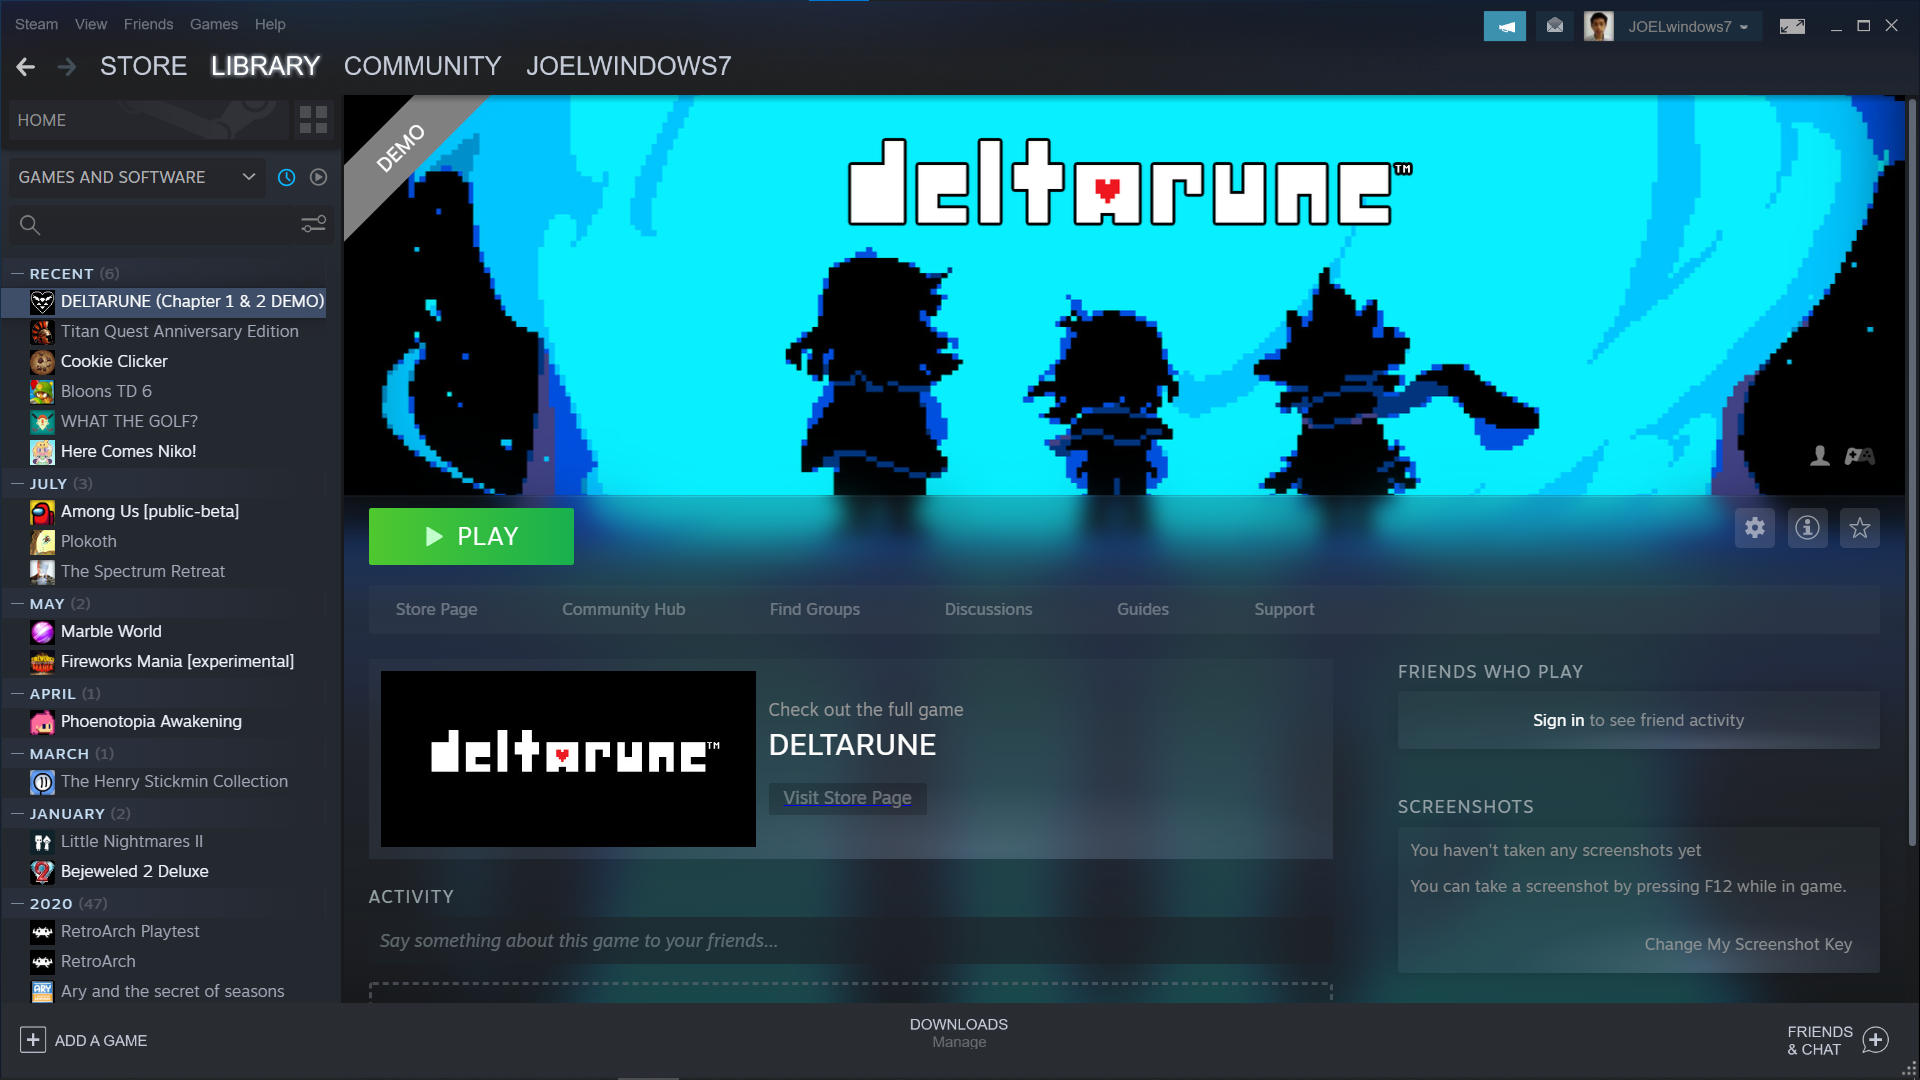 Steam View Friends Games Help
JOELwindows7
STORE LIBRARY COMMUNITY JOELWINDOWS7
HOME
GAMES AND SOFTWARE
RECENT (6)
DELTARUNE (Chapter 1 & 2 DEMO)
Titan Quest Anniversary Edition
Cookie Clicker
Bloons TD 6
WHAT THE GOLF?
Here Comes Niko!
JULY (3)
Among Us [public-beta]
Plokoth
The Spectrum Retreat
MAY (2)
Marble World
Fireworks Mania [experimental]
APRIL (1)
Phoenotopia Awakening
MARCH (1)
The Henry Stickmin Collection
JANUARY (2)
Little Nightmares II
Bejeweled 2 Deluxe
2020 (47)
RetroArch Playtest
RetroArch
Ary and the secret of seasons
DEMO
deltarune™
PLAY
Store Page Community Hub Find Groups Discussions Guides Support
deltarune™
Check out the full game
DELTARUNE
Visit Store Page
ACTIVITY
Say something about this game to your friends...
FRIENDS WHO PLAY
Sign in to see friend activity
SCREENSHOTS
You haven't taken any screenshots yet
You can take a screenshot by pressing F12 while in game.
Change My Screenshot Key
ADD A GAME
DOWNLOADS
Manage
FRIENDS
& CHAT